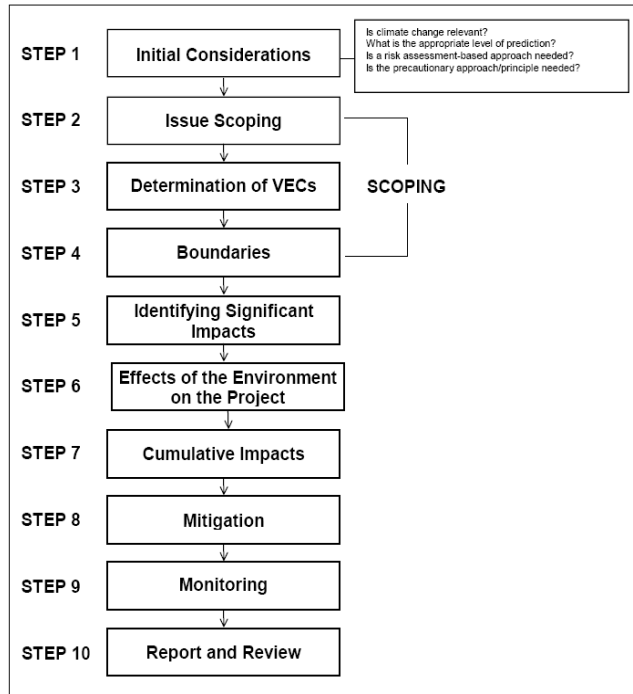 STEP 1
Initial Considerations
Is climate change relevant?
What is the appropriate level of prediction?
Is a risk assessment-based approach needed?
Is the precautionary approach/principle needed?
STEP 2
Issue Scoping
STEP 3
Determination of VECs
SCOPING
STEP 4
Boundaries
STEP 5
Identifying Significant
Impacts
STEP 6
Effects of the Environment
on the Project
STEP 7
Cumulative Impacts
STEP 8
Mitigation
STEP 9
Monitoring
STEP 10
Report and Review